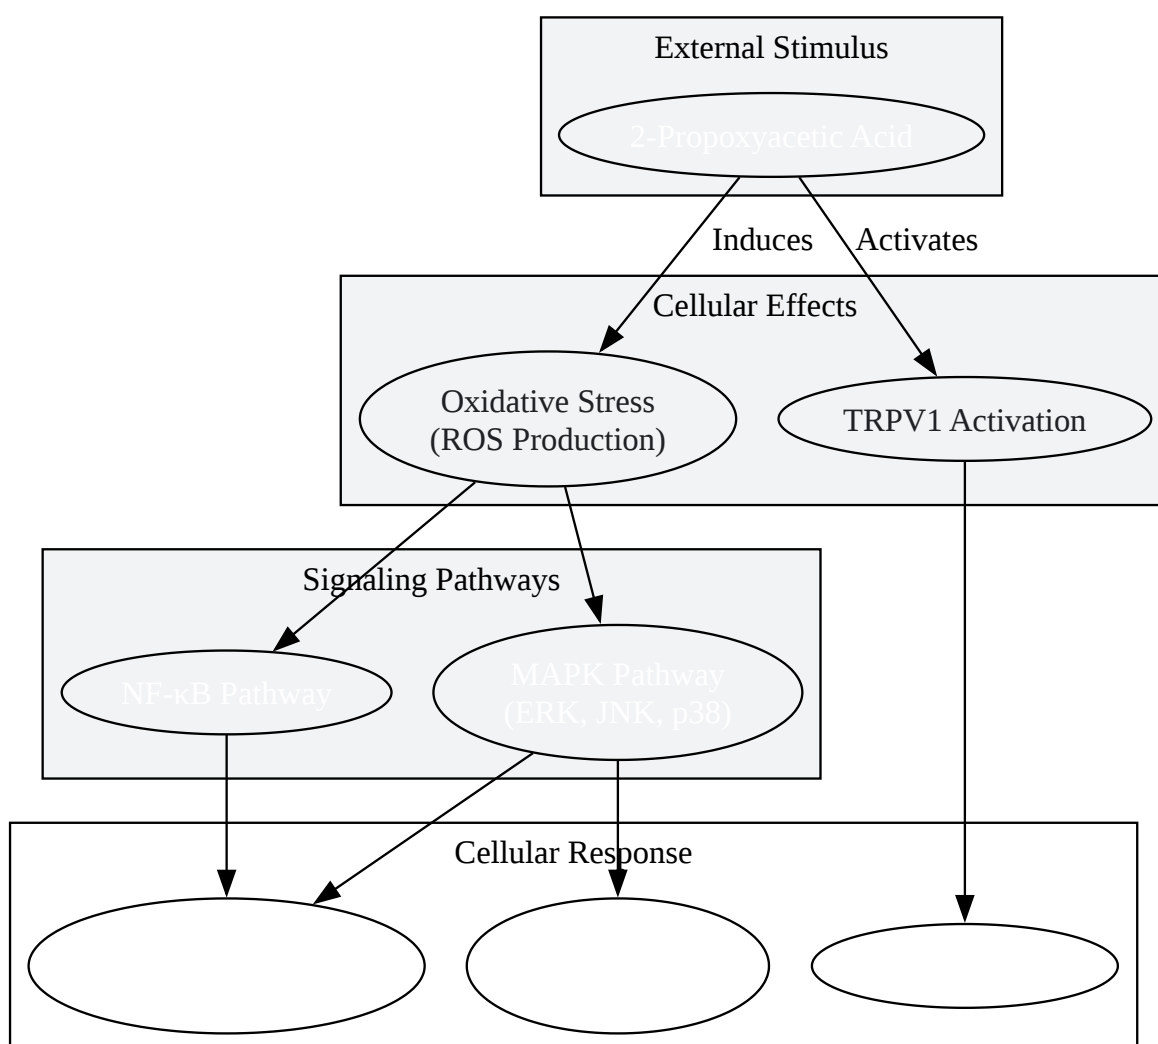 External Stimulus
2-Propoxyacetic Acid
Induces
Activates
Cellular Effects
Oxidative Stress
(ROS Production)
TRPV1 Activation
Signaling Pathways
NF-κB Pathway
MAPK Pathway
(ERK, JNK, p38)
Cellular Response